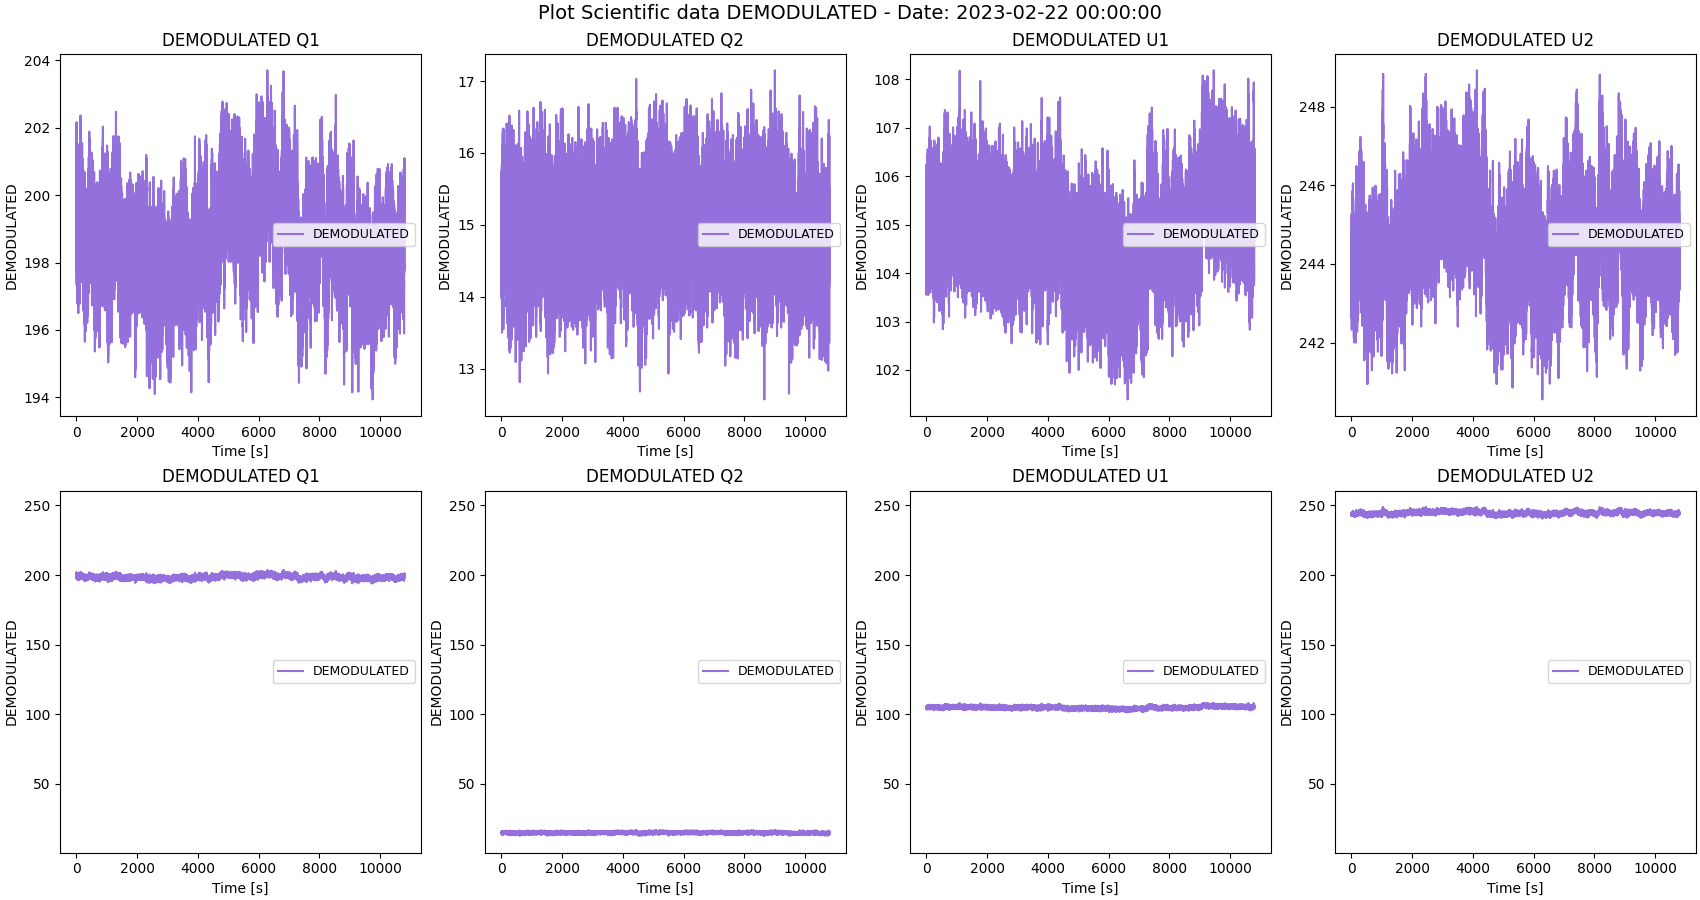 Plot Scientific data DEMODULATED - Date: 2023-02-22 00:00:00
DEMODULATED Q1
DEMODULATED
204
202
200
198
196
194
DEMODULATED
0 2000 4000 6000 8000 10000
Time [s]
DEMODULATED Q2
DEMODULATED
17
16
15
14
13
DEMODULATED
0 2000 4000 6000 8000 10000
Time [s]
DEMODULATED U1
DEMODULATED
108
107
106
105
104
103
102
DEMODULATED
0 2000 4000 6000 8000 10000
Time [s]
DEMODULATED U2
DEMODULATED
248
246
244
242
DEMODULATED
0 2000 4000 6000 8000 10000
Time [s]
DEMODULATED Q1
DEMODULATED
250
200
150
100
50
DEMODULATED
0 2000 4000 6000 8000 10000
Time [s]
DEMODULATED Q2
DEMODULATED
250
200
150
100
50
DEMODULATED
0 2000 4000 6000 8000 10000
Time [s]
DEMODULATED U1
DEMODULATED
250
200
150
100
50
DEMODULATED
0 2000 4000 6000 8000 10000
Time [s]
DEMODULATED U2
DEMODULATED
250
200
150
100
50
DEMODULATED
0 2000 4000 6000 8000 10000
Time [s]